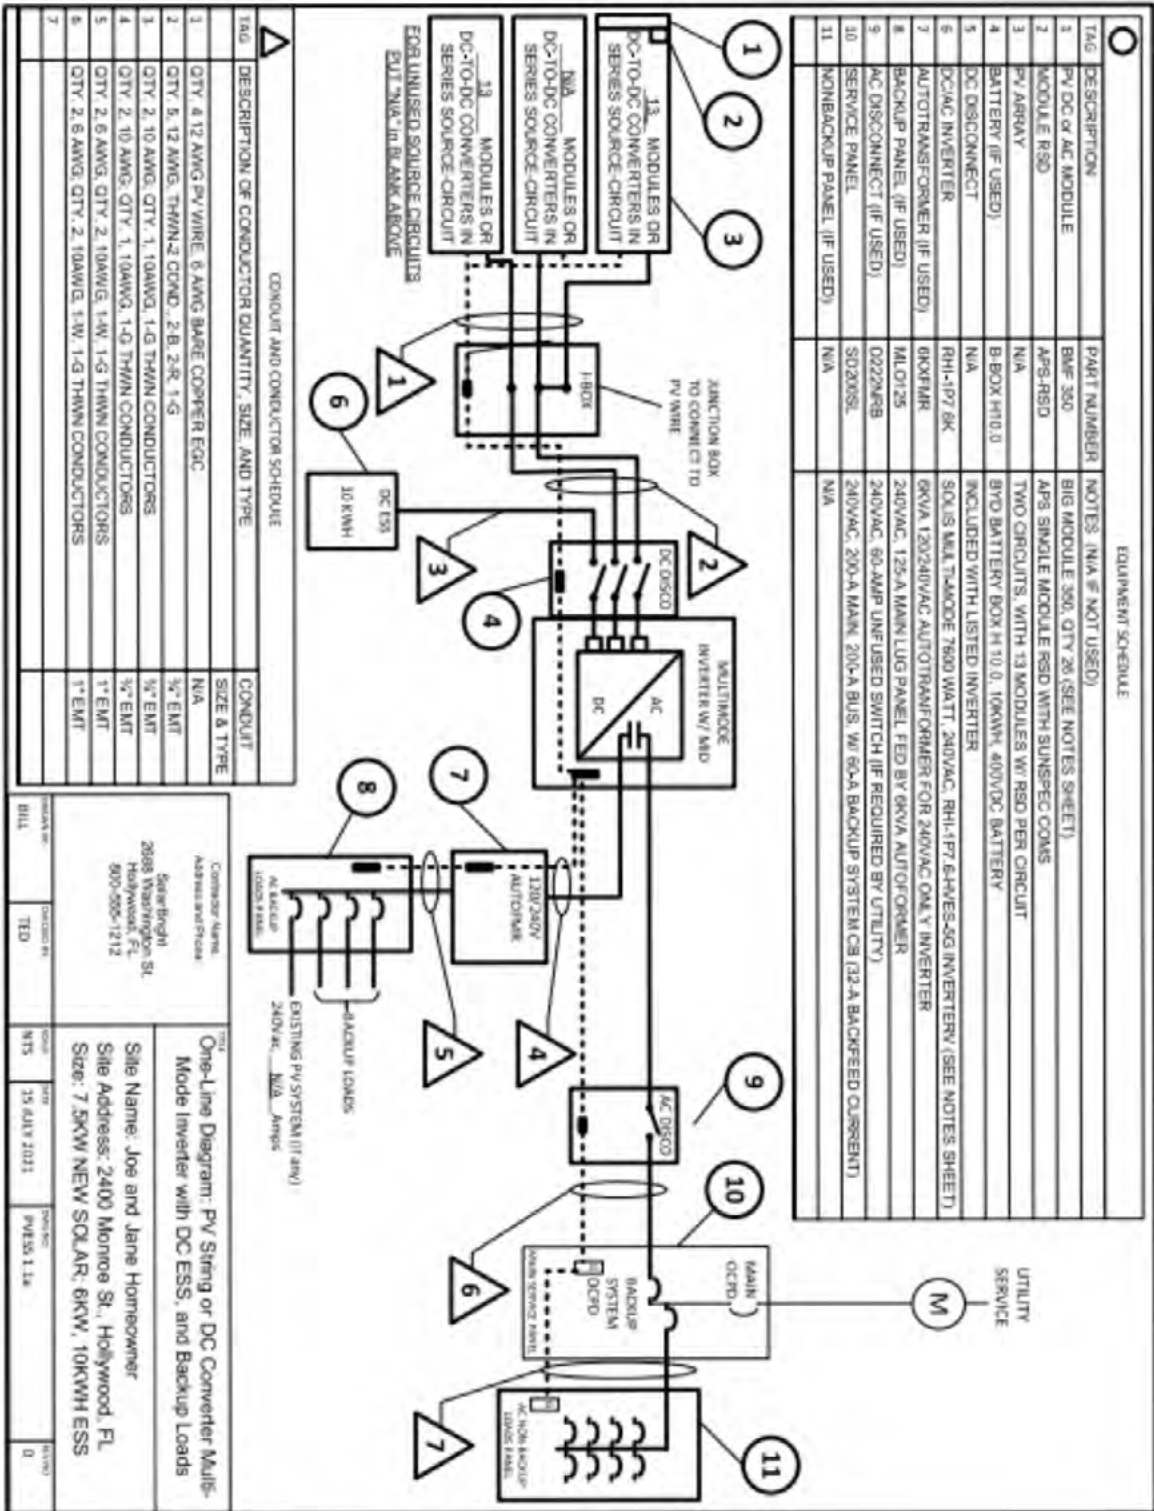 EQUIPMENT SCHEDULE
TAG DESCRIPTION PART NUMBER NOTES (N/A IF NOT USED)
1 PV DC or AC MODULE BMF 350 BIG MODULE 350, QTY 26 (SEE NOTES SHEET)
2 MODULE RSD APS-RSD APS SINGLE MODULE RSD WITH SUNSPEC COMS
3 PV ARRAY N/A TWO CIRCUITS, WITH 13 MODULES W/ RSD PER CIRCUIT
4 BATTERY (IF USED) B-BOX H10.0 BYD BATTERY BOX H 10.0, 10KWH, 400VDC BATTERY
5 DC DISCONNECT N/A INCLUDED WITH LISTED INVERTER
6 DC/AC INVERTER RHI-1P7.6K SOLIS MULTI-MODE 7600 WATT, 240VAC, RHI-1P7.6-HVES-5G INVERTERV (SEE NOTES SHEET)
7 AUTOTRANSFORMER (IF USED) 6KXFMR 6KVA 120/240VAC AUTOTRANFORMER FOR 240VAC ONLY INVERTER
8 BACKUP PANEL (IF USED) MLO125 240VAC, 125-A MAIN LUG PANEL, FED BY 6KVA AUTOFORMER
9 AC DISCONNECT (IF USED) D222NRB 240VAC, 60-AMP UNFUSED SWITCH (IF REQUIRED BY UTILITY)
10 SERVICE PANEL SD200SL 240VAC, 200-A MAIN, 200-A BUS, W/ 60-A BACKUP SYSTEM CB (32-A BACKFEED CURRENT)
11 NONBACKUP PANEL (IF USED) N/A N/A
1
2
3
13 MODULES OR
DC-TO-DC CONVERTERS IN
SERIES SOURCE-CIRCUIT
N/A MODULES OR
DC-TO-DC CONVERTERS IN
SERIES SOURCE-CIRCUIT
13 MODULES OR
DC-TO-DC CONVERTERS IN
SERIES SOURCE-CIRCUIT
FOR UNUSED SOURCE CIRCUITS
PUT "N/A" in BLANK ABOVE
JUNCTION BOX
TO CONNECT TO
PV WIRE
J-BOX
1
2
6
DC ESS
10 KWH
3
DC DISCO
4
MULTIMODE
INVERTER W/ MID
AC
DC
7
120/240V
AUTOFMR
4
8
AC BACKUP
LOADS PANEL
5
BACKUP LOADS
EXISTING PV SYSTEM (if any)
240Vac, N/A Amps
9
AC DISCO
6
10
MAIN
OCPD
BACKUP
SYSTEM
OCPD
MAIN SERVICE PANEL
UTILITY
SERVICE
M
7
11
AC NON-BACKUP
LOADS PANEL
CONDUIT AND CONDUCTOR SCHEDULE
TAG DESCRIPTION OF CONDUCTOR QUANTITY, SIZE, AND TYPE CONDUIT SIZE & TYPE
1 QTY. 4 12 AWG PV WIRE, 6 AWG BARE COPPER EGC N/A
2 QTY. 5, 12 AWG, THWN-2 COND., 2-B, 2-R, 1-G ¾" EMT
3 QTY. 2, 10 AWG, QTY. 1, 10AWG, 1-G THWN CONDUCTORS ¾" EMT
4 QTY. 2, 10 AWG; QTY. 1, 10AWG, 1-G THWN CONDUCTORS ¾" EMT
5 QTY. 2, 6 AWG, QTY. 2, 10AWG, 1-W, 1-G THWN CONDUCTORS 1" EMT
6 QTY. 2, 6 AWG, QTY. 2, 10AWG, 1-W, 1-G THWN CONDUCTORS 1" EMT
7
Contractor Name,
Address and Phone:
SolarBright
2688 Washington St.
Hollywood, FL
800-555-1212
TITLE
One-Line Diagram: PV String or DC Converter Multi-
Mode Inverter with DC ESS, and Backup Loads
Site Name: Joe and Jane Homeowner
Site Address: 2400 Monroe St., Hollywood, FL
Size: 7.5KW NEW SOLAR; 6KW, 10KWH ESS
DRAWN BY
BILL
CHECKED BY
TED
SCALE
NTS
DATE
15 JULY 2021
DWG NO
PVESS 1.1a
REV NO
0